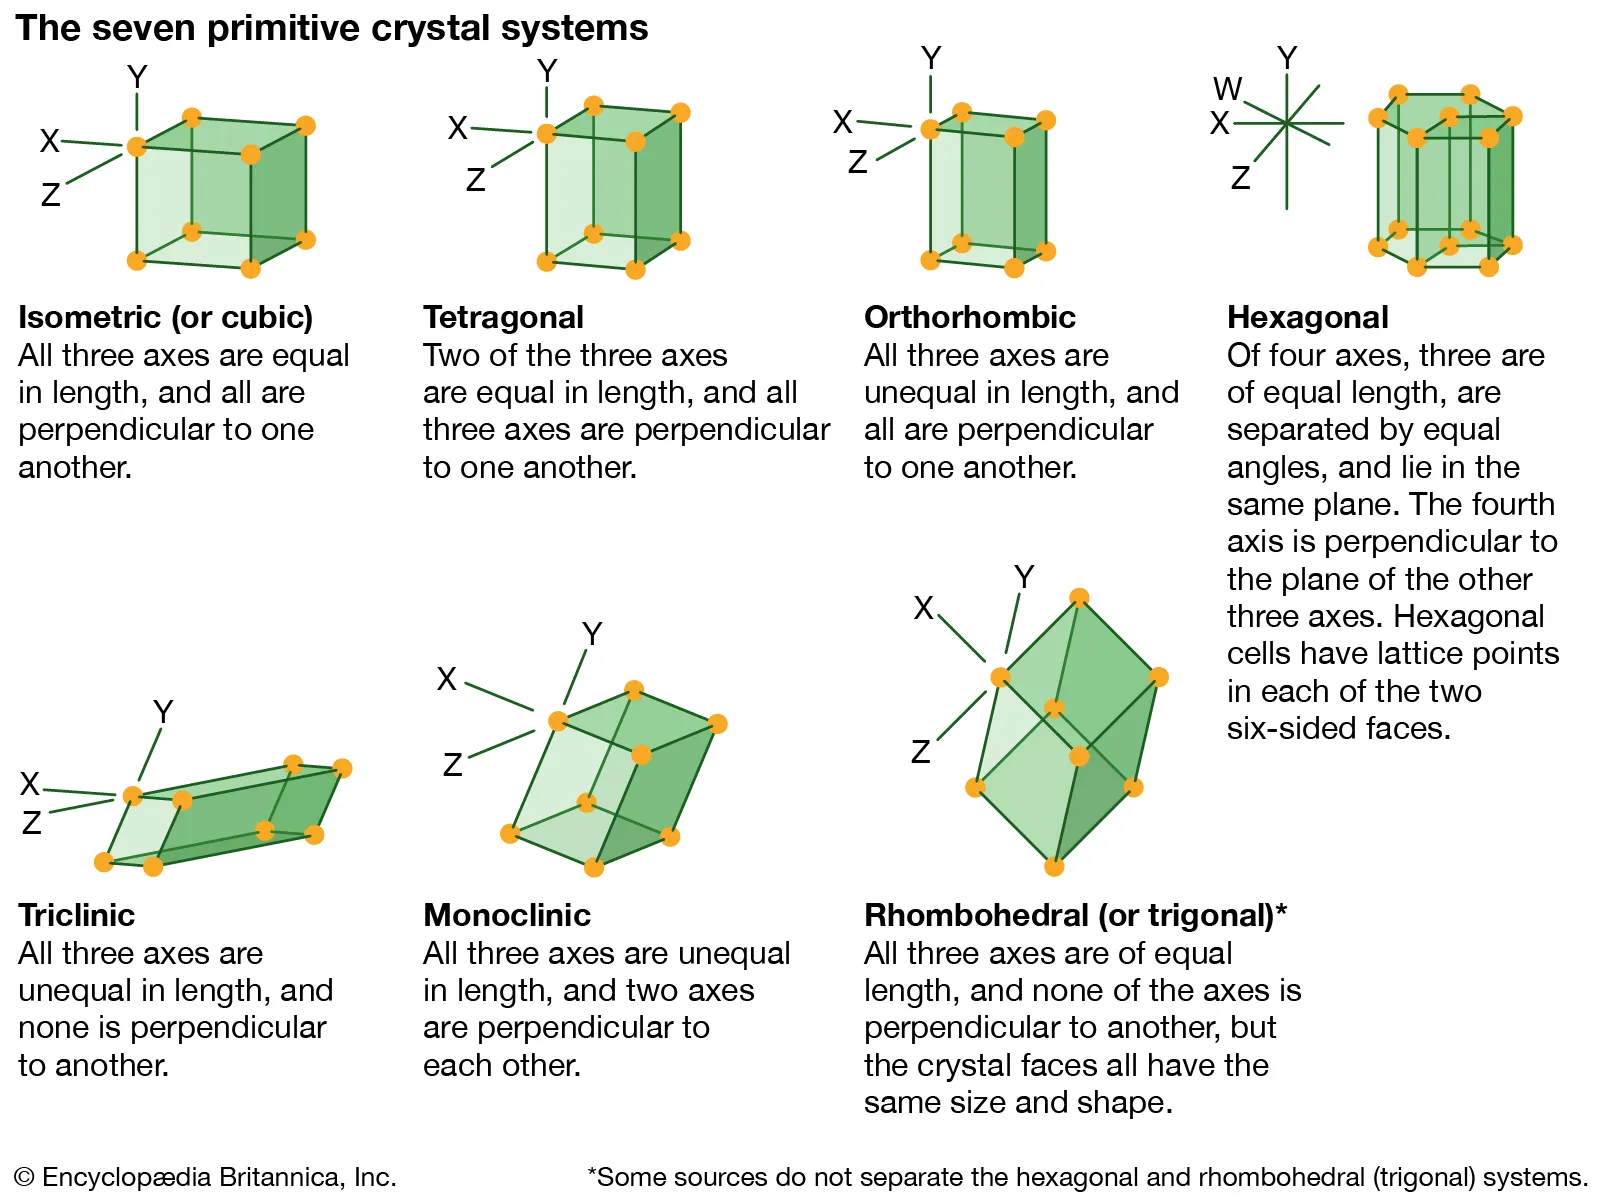 The seven primitive crystal systems
Y
X
Z
Y
X
Z
Y
X
Z
Y
W
X
Z
Isometric (or cubic)
All three axes are equal
in length, and all are
perpendicular to one
another.
Tetragonal
Two of the three axes
are equal in length, and all
three axes are perpendicular
to one another.
Orthorhombic
All three axes are
unequal in length, and
all are perpendicular
to one another.
Hexagonal
Of four axes, three are
of equal length, are
separated by equal
angles, and lie in the
same plane. The fourth
axis is perpendicular to
the plane of the other
three axes. Hexagonal
cells have lattice points
in each of the two
six-sided faces.
Y
X
Z
Y
X
Z
Y
X
Z
Triclinic
All three axes are
unequal in length, and
none is perpendicular
to another.
Monoclinic
All three axes are unequal
in length, and two axes
are perpendicular to
each other.
Rhombohedral (or trigonal)*
All three axes are of equal
length, and none of the axes is
perpendicular to another, but
the crystal faces all have the
same size and shape.
© Encyclopædia Britannica, Inc.
*Some sources do not separate the hexagonal and rhombohedral (trigonal) systems.